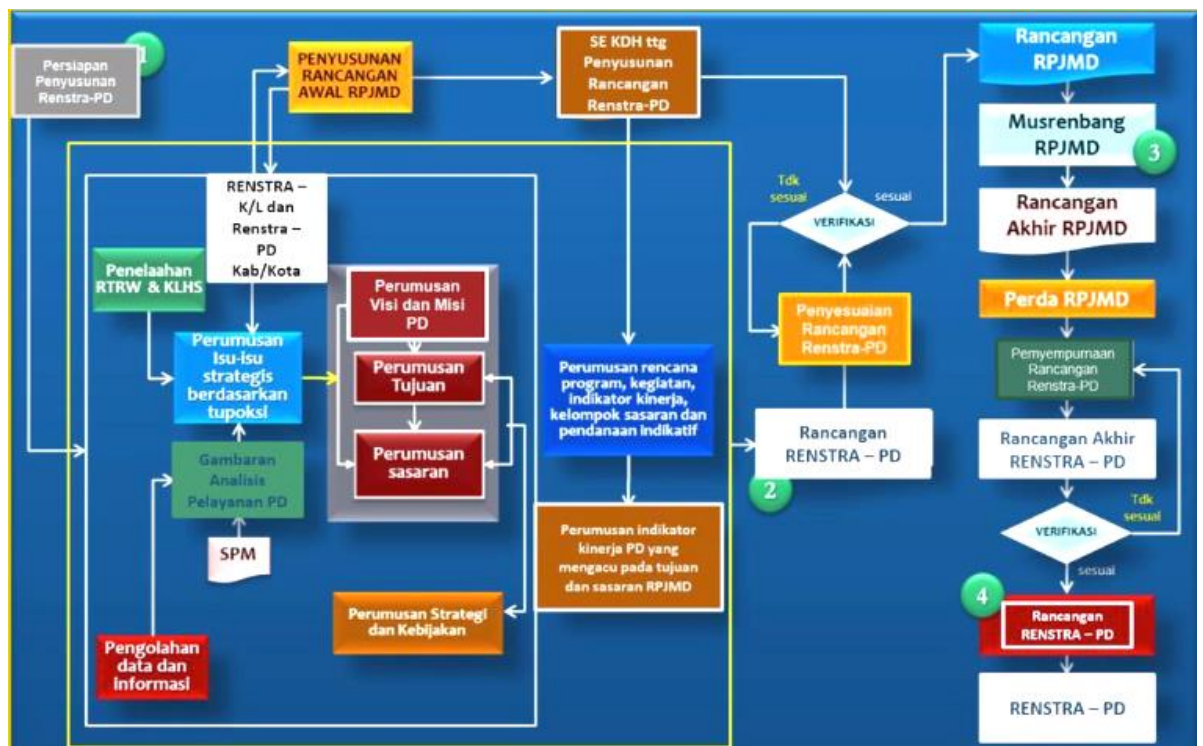 1
Persiapan
Penyusunan
Renstra-PD
PENYUSUNAN
RANCANGAN
AWAL RPJMD
SE KDH ttg
Penyusunan
Rancangan
Renstra-PD
RENSTRA –
K/L dan
Renstra –
PD
Kab/Kota
Penelaahan
RTRW & KLHS
Perumusan
Isu-isu
strategis
berdasarkan
tupoksi
Gambaran
Analisis
Pelayanan PD
SPM
Pengolahan
data dan
informasi
Perumusan
Visi dan Misi
PD
Perumusan
Tujuan
Perumusan
sasaran
Perumusan Strategi
dan Kebijakan
Perumusan rencana
program, kegiatan,
indikator kinerja,
kelompok sasaran dan
pendanaan indikatif
Perumusan indikator
kinerja PD yang
mengacu pada tujuan
dan sasaran RPJMD
Tdk
sesuai
sesuai
VERIFIKASI
Penyesuaian
Rancangan
Renstra-PD
Rancangan
RENSTRA – PD
2
Rancangan
RPJMD
Musrenbang
RPJMD
3
Rancangan
Akhir RPJMD
Perda RPJMD
Pemyempurnaan
Rancangan
Renstra-PD
Rancangan Akhir
RENSTRA – PD
Tdk
sesuai
VERIFIKASI
sesuai
4
Rancangan
RENSTRA – PD
RENSTRA – PD